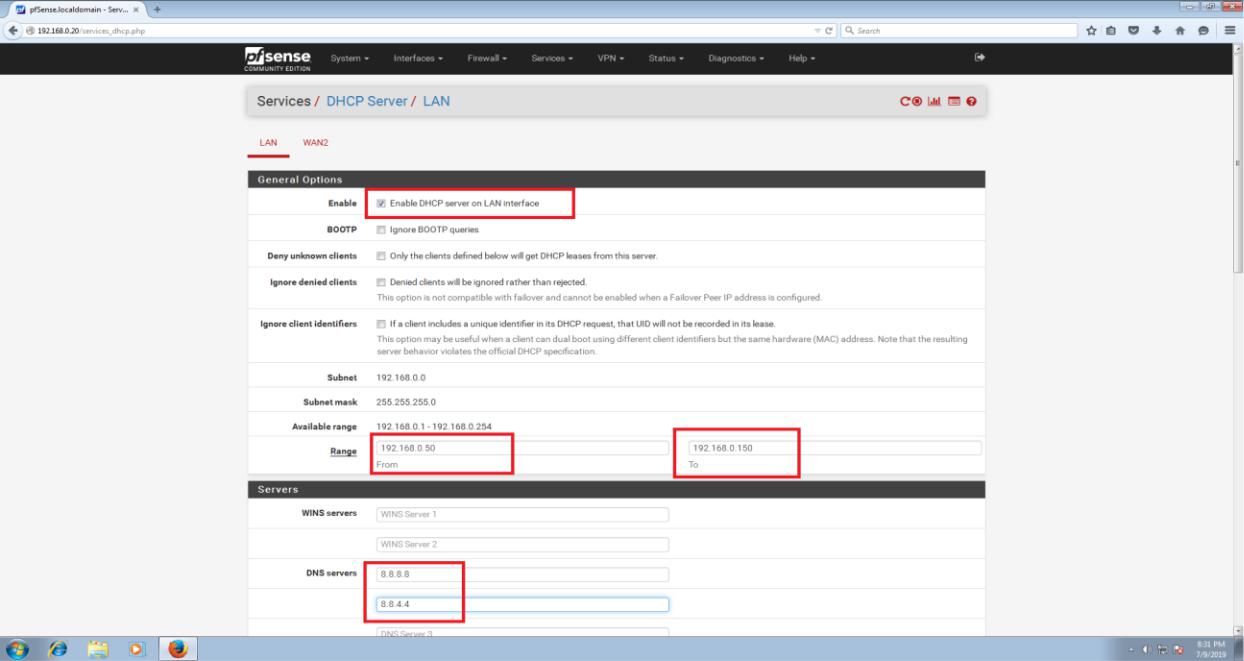 pfSense.localdomain - Serv...
192.168.0.20/services_dhcp.php
Search
pfsense
COMMUNITY EDITION
System
Interfaces
Firewall
Services
VPN
Status
Diagnostics
Help
Services / DHCP Server / LAN
LAN
WAN2
General Options
Enable
Enable DHCP server on LAN interface
BOOTP
Ignore BOOTP queries
Deny unknown clients
Only the clients defined below will get DHCP leases from this server.
Ignore denied clients
Denied clients will be ignored rather than rejected.
This option is not compatible with failover and cannot be enabled when a Failover Peer IP address is configured.
Ignore client identifiers
If a client includes a unique identifier in its DHCP request, that UID will not be recorded in its lease.
This option may be useful when a client can dual boot using different client identifiers but the same hardware (MAC) address. Note that the resulting
server behavior violates the official DHCP specification.
Subnet
192.168.0.0
Subnet mask
255.255.255.0
Available range
192.168.0.1 - 192.168.0.254
Range
192.168.0.50
192.168.0.150
From
To
Servers
WINS servers
WINS Server 1
WINS Server 2
DNS servers
8.8.8.8
8.8.4.4
DNS Server 3
8:31 PM
7/9/2019